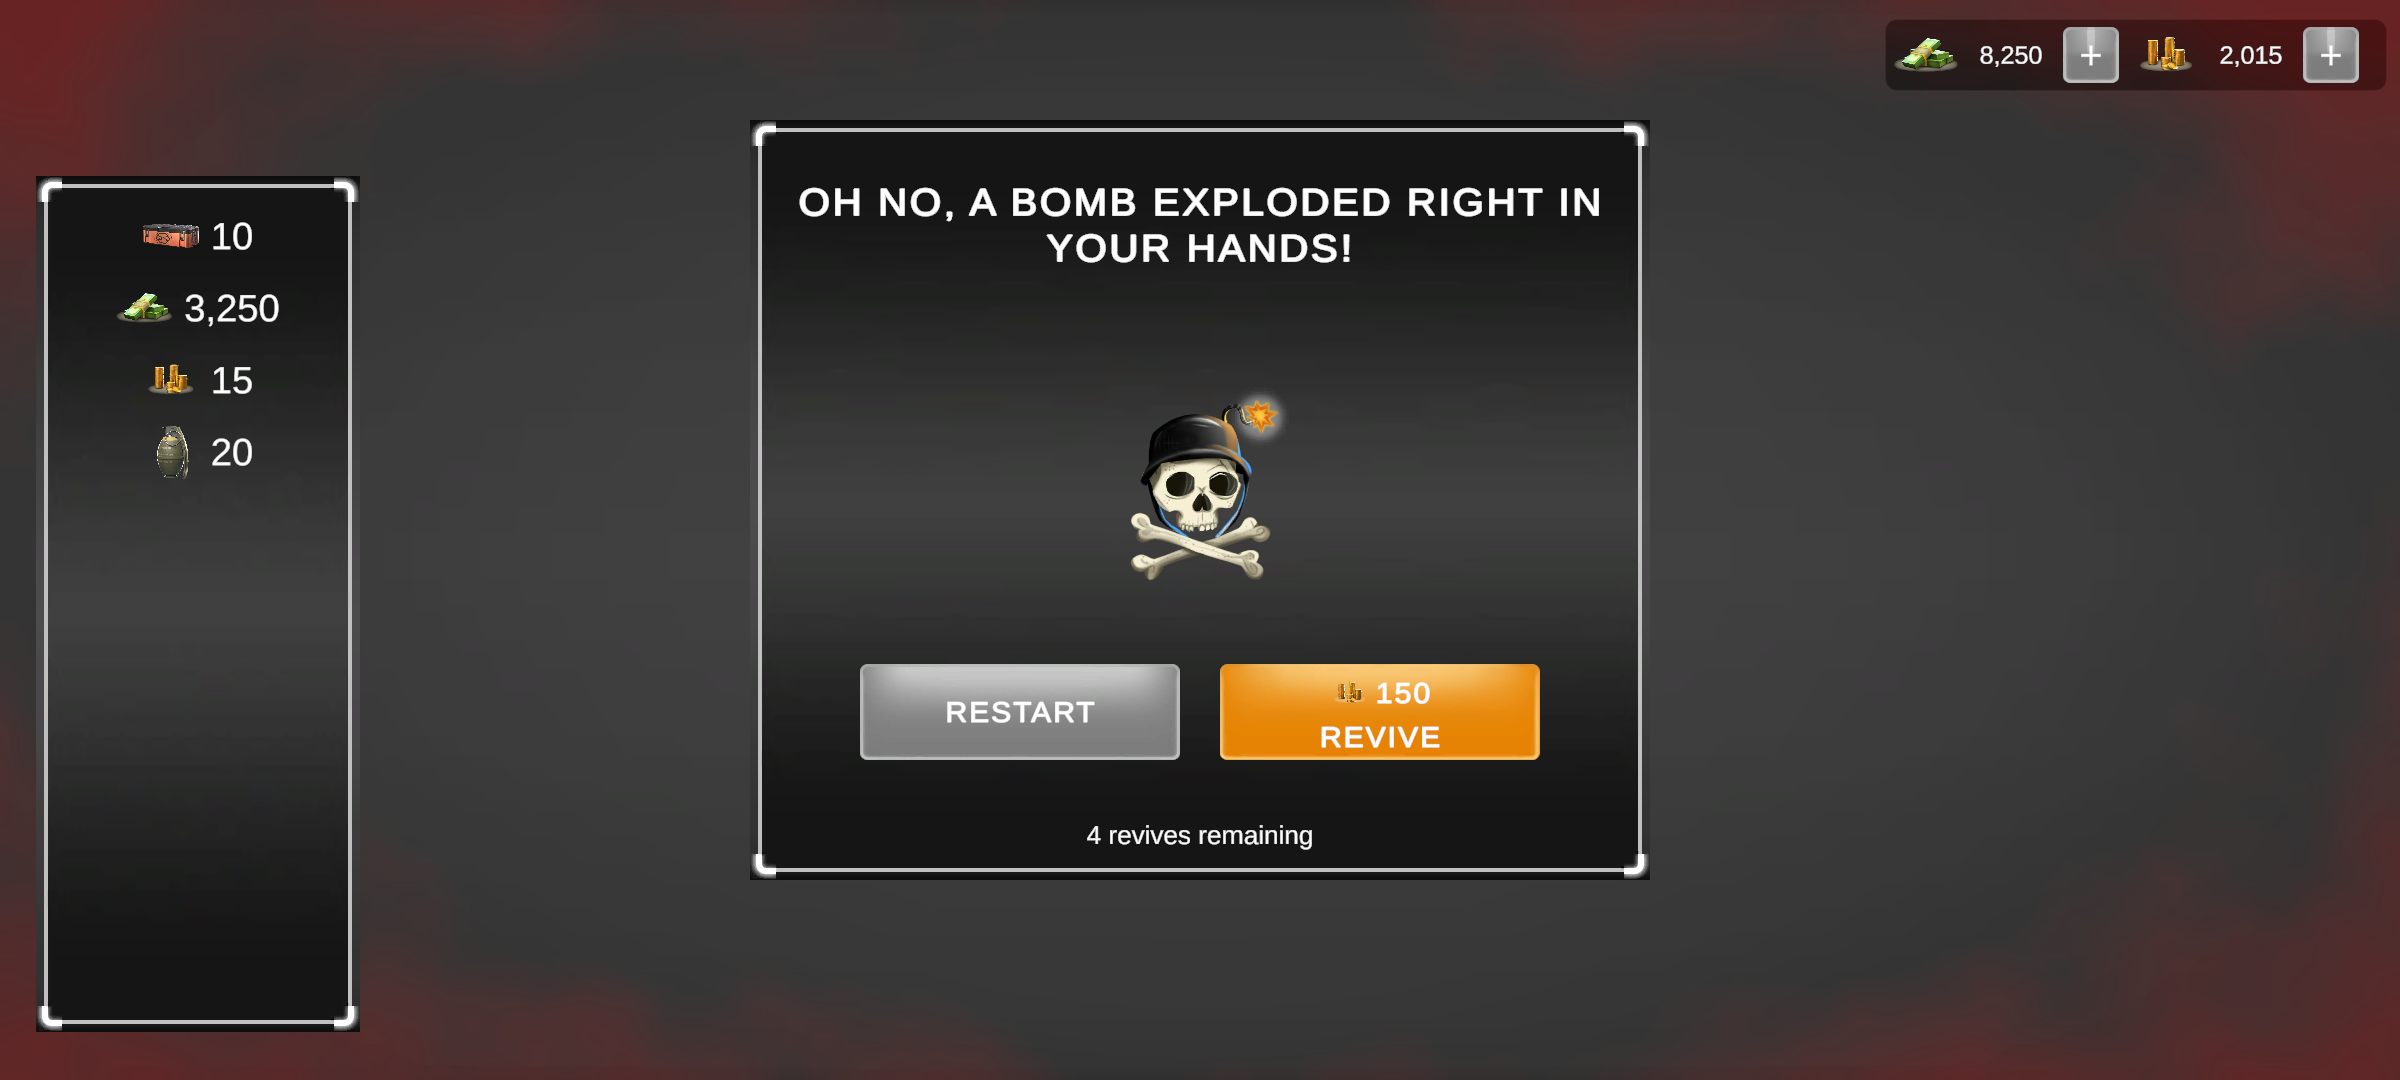 8,250 + 2,015 +
10
3,250
15
20
OH NO, A BOMB EXPLODED RIGHT IN
YOUR HANDS!
RESTART
150
REVIVE
4 revives remaining